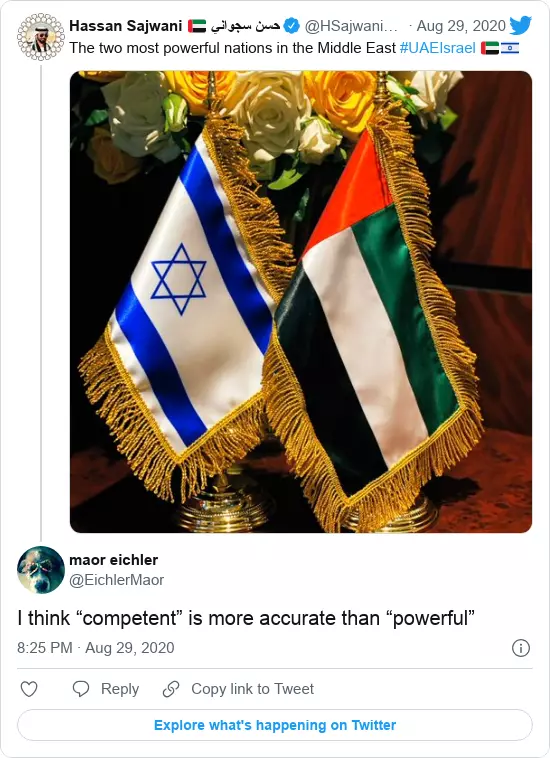 Hassan Sajwani 🇦🇪 حسن سجواني @HSajwani... · Aug 29, 2020
The two most powerful nations in the Middle East #UAEIsrael 🇦🇪🇮🇱
maor eichler
@EichlerMaor
I think “competent” is more accurate than “powerful”
8:25 PM · Aug 29, 2020
Reply Copy link to Tweet
Explore what's happening on Twitter